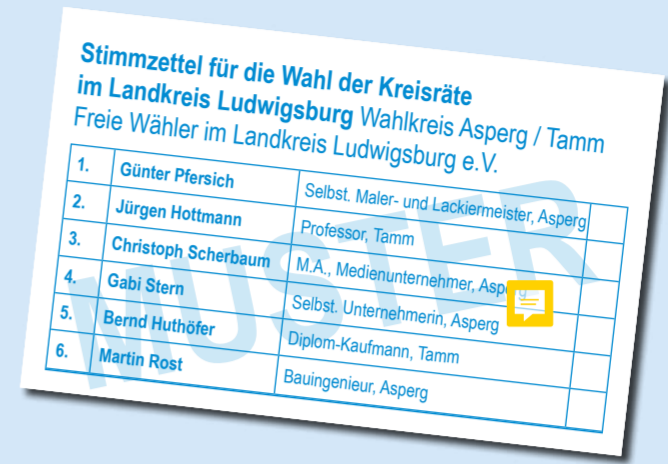 Stimmzettel für die Wahl der Kreisräte
im Landkreis Ludwigsburg Wahlkreis Asperg / Tamm
Freie Wähler im Landkreis Ludwigsburg e.V.
1. Günter Pfersich Selbst. Maler- und Lackiermeister, Asperg
2. Jürgen Hottmann Professor, Tamm
3. Christoph Scherbaum M.A., Medienunternehmer, Asperg
4. Gabi Stern Selbst. Unternehmerin, Asperg
5. Bernd Huthöfer Diplom-Kaufmann, Tamm
6. Martin Rost Bauingenieur, Asperg
MUSTER